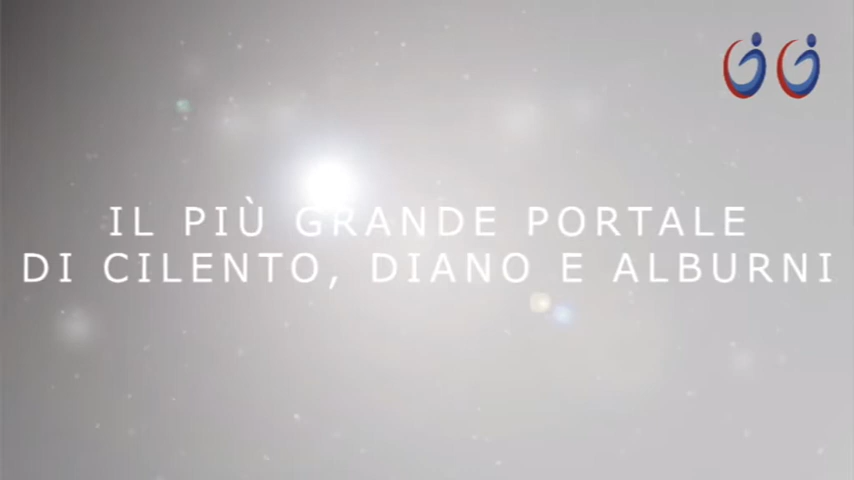 IL PIÙ GRANDE PORTALE
DI CILENTO, DIANO E ALBURNI